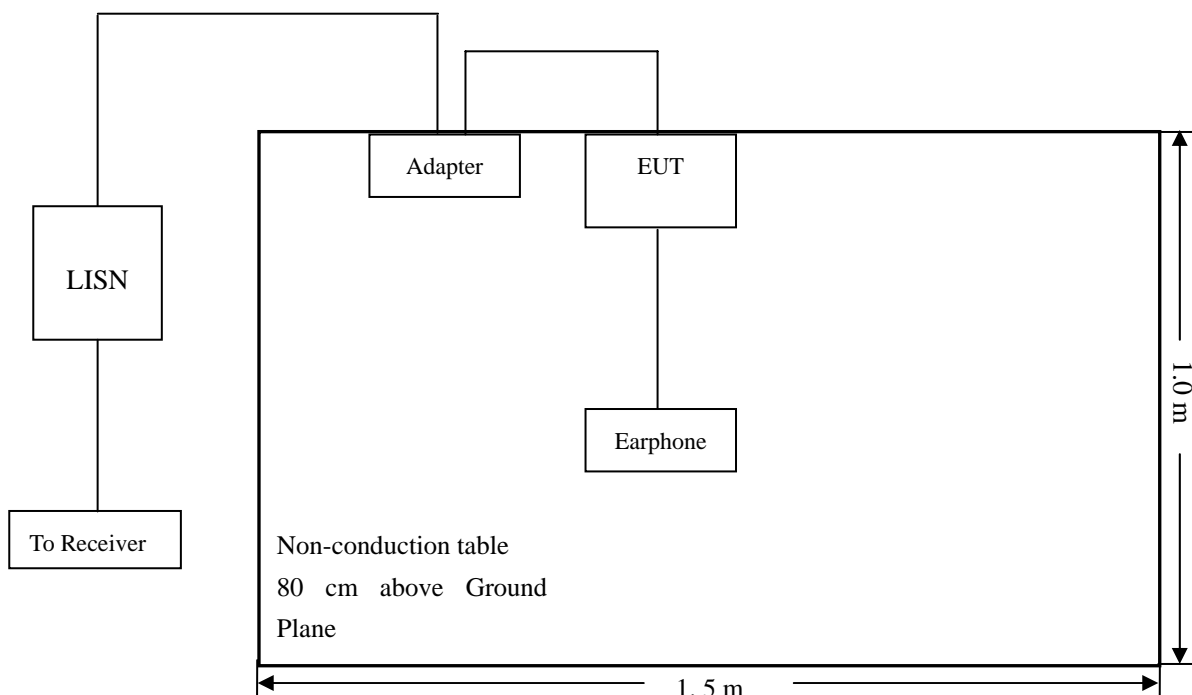 Adapter
EUT
LISN
1.0 m
Earphone
To Receiver
Non-conduction table
80 cm above Ground
Plane
1. 5 m